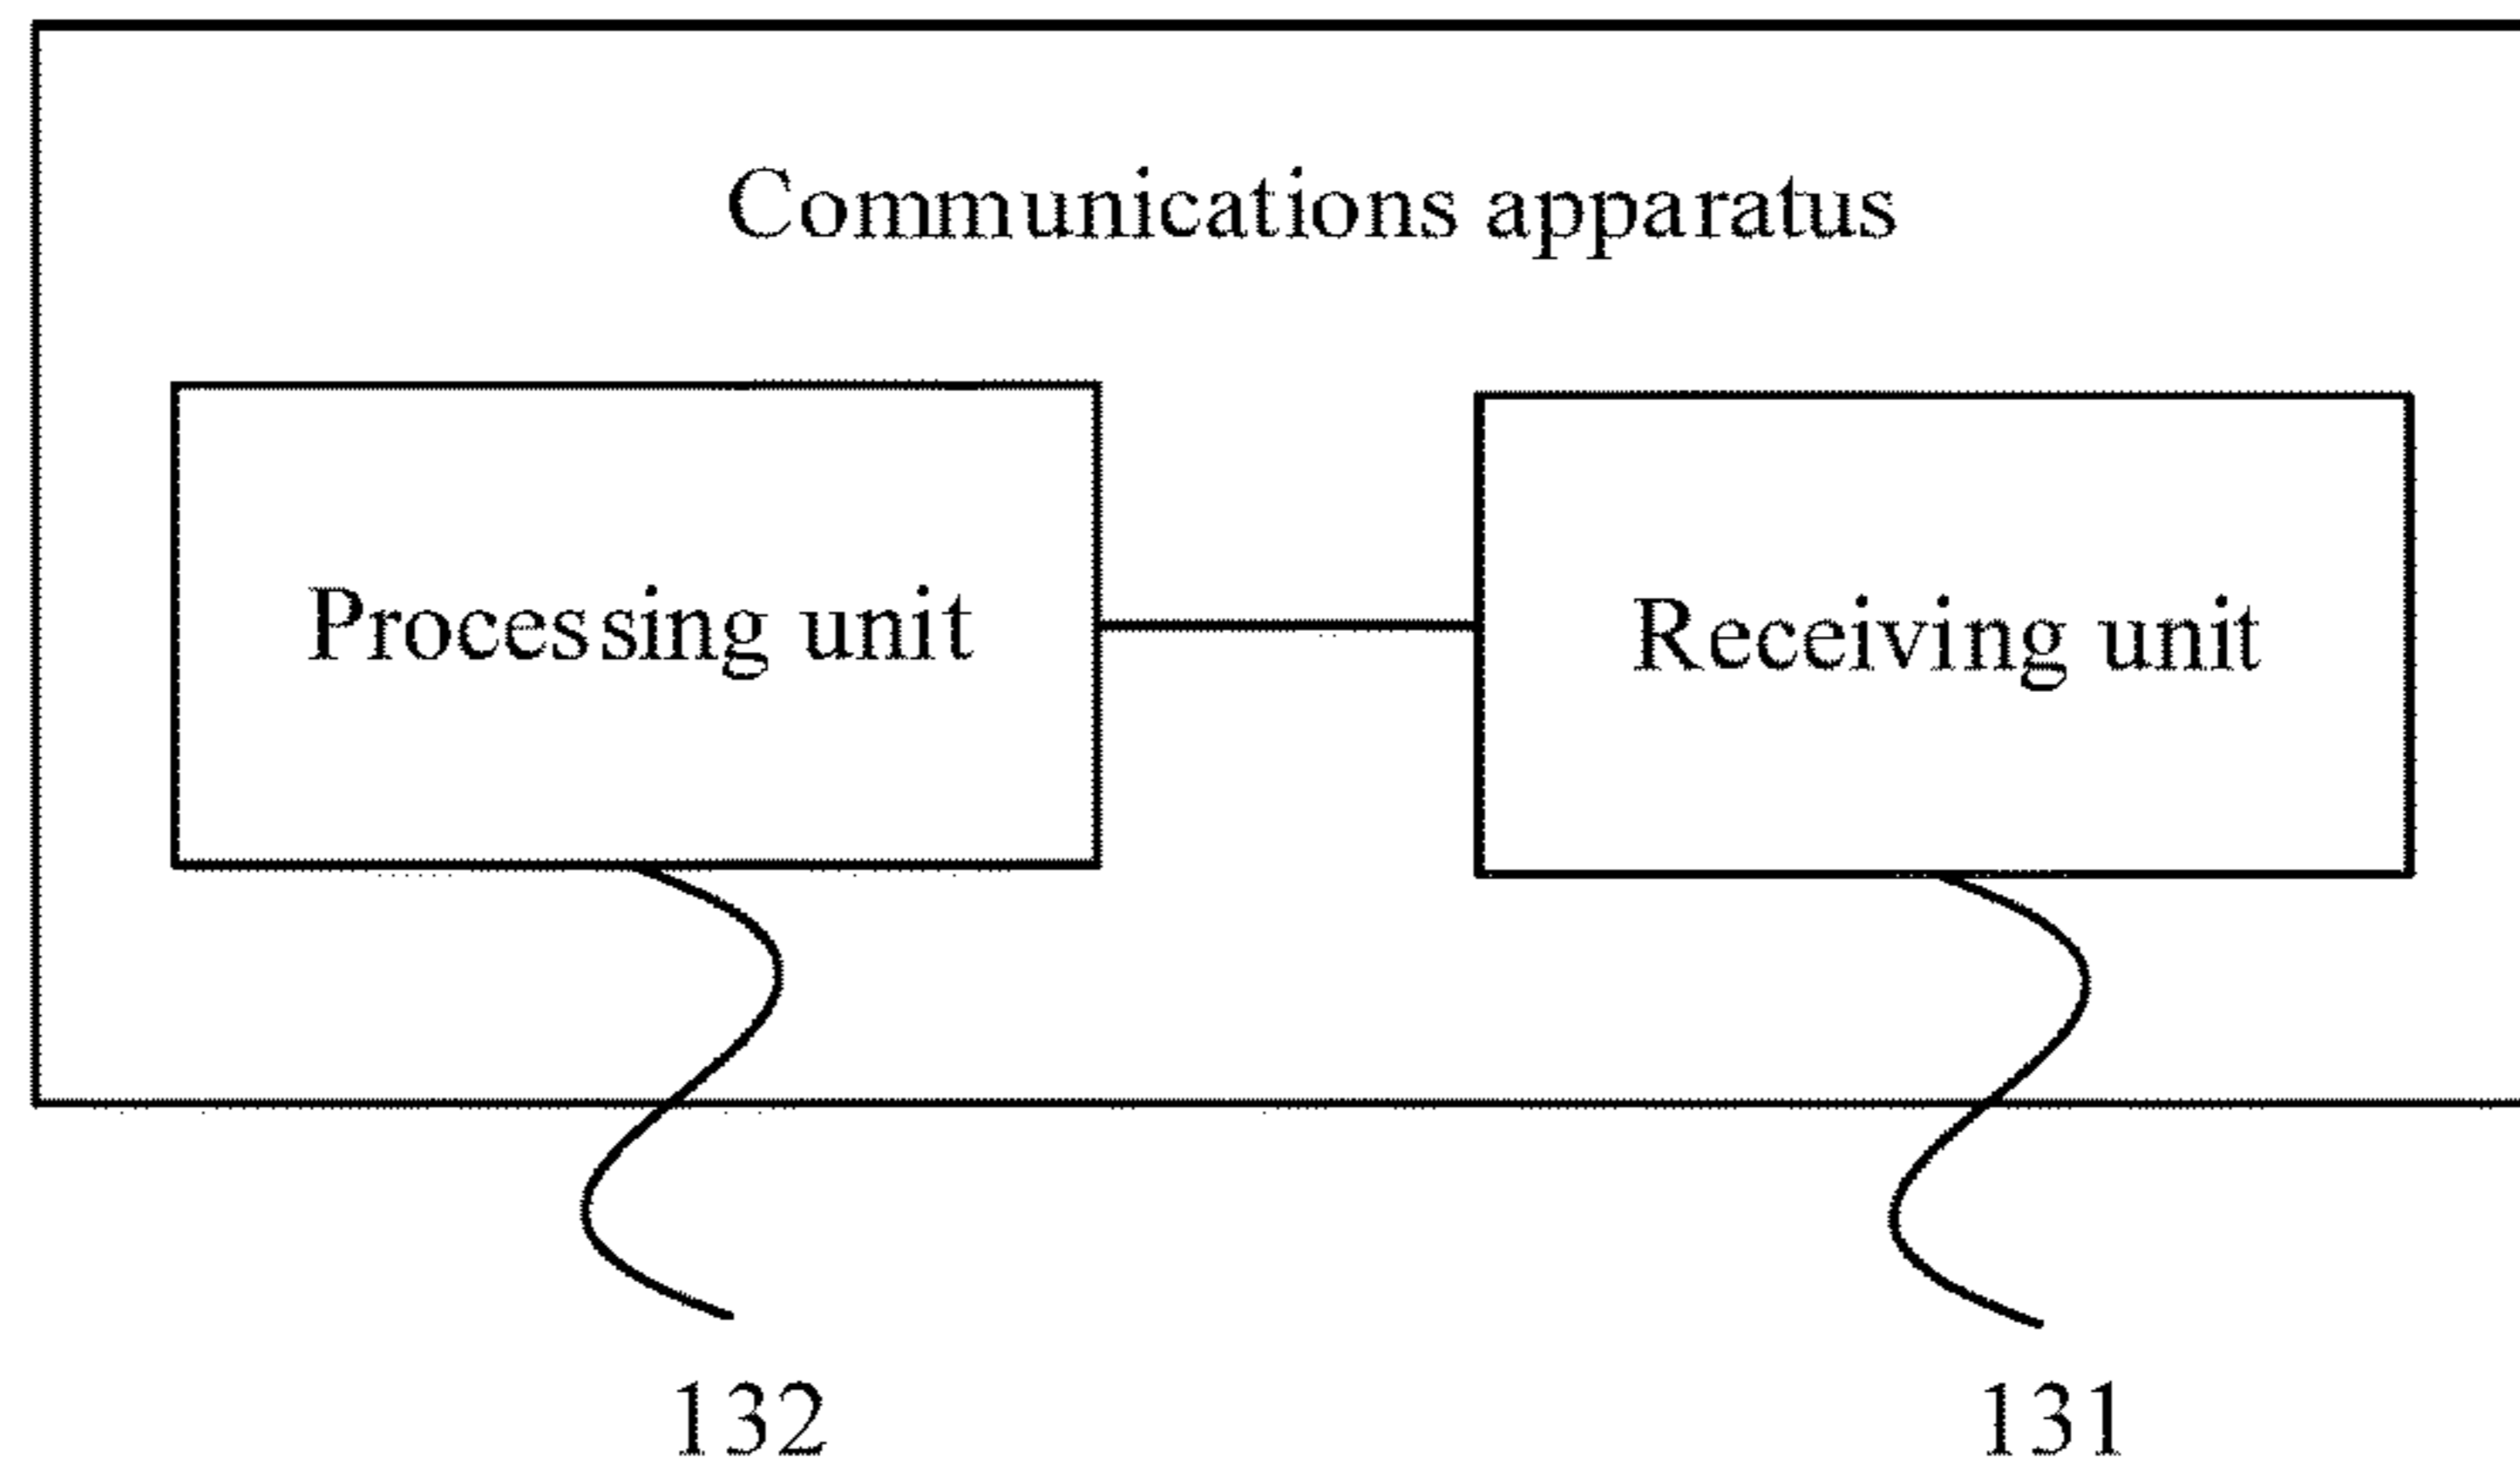 Communications apparatus
Processing unit
Receiving unit
132
131